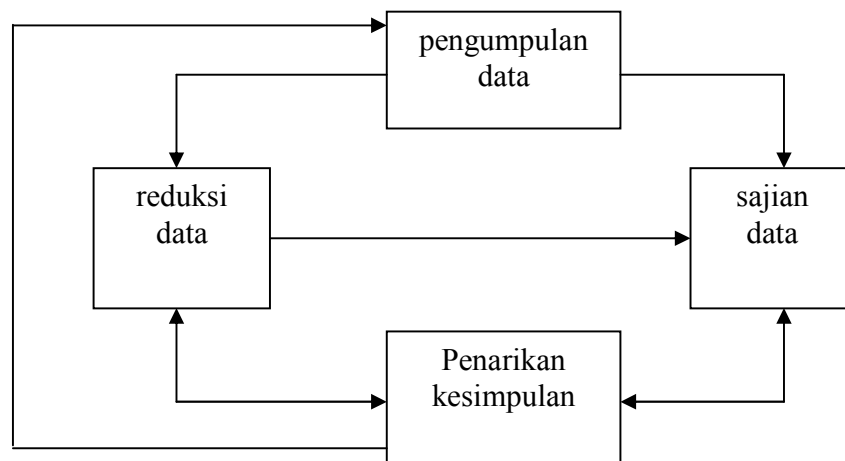 pengumpulan
data
reduksi
data
sajian
data
Penarikan
kesimpulan